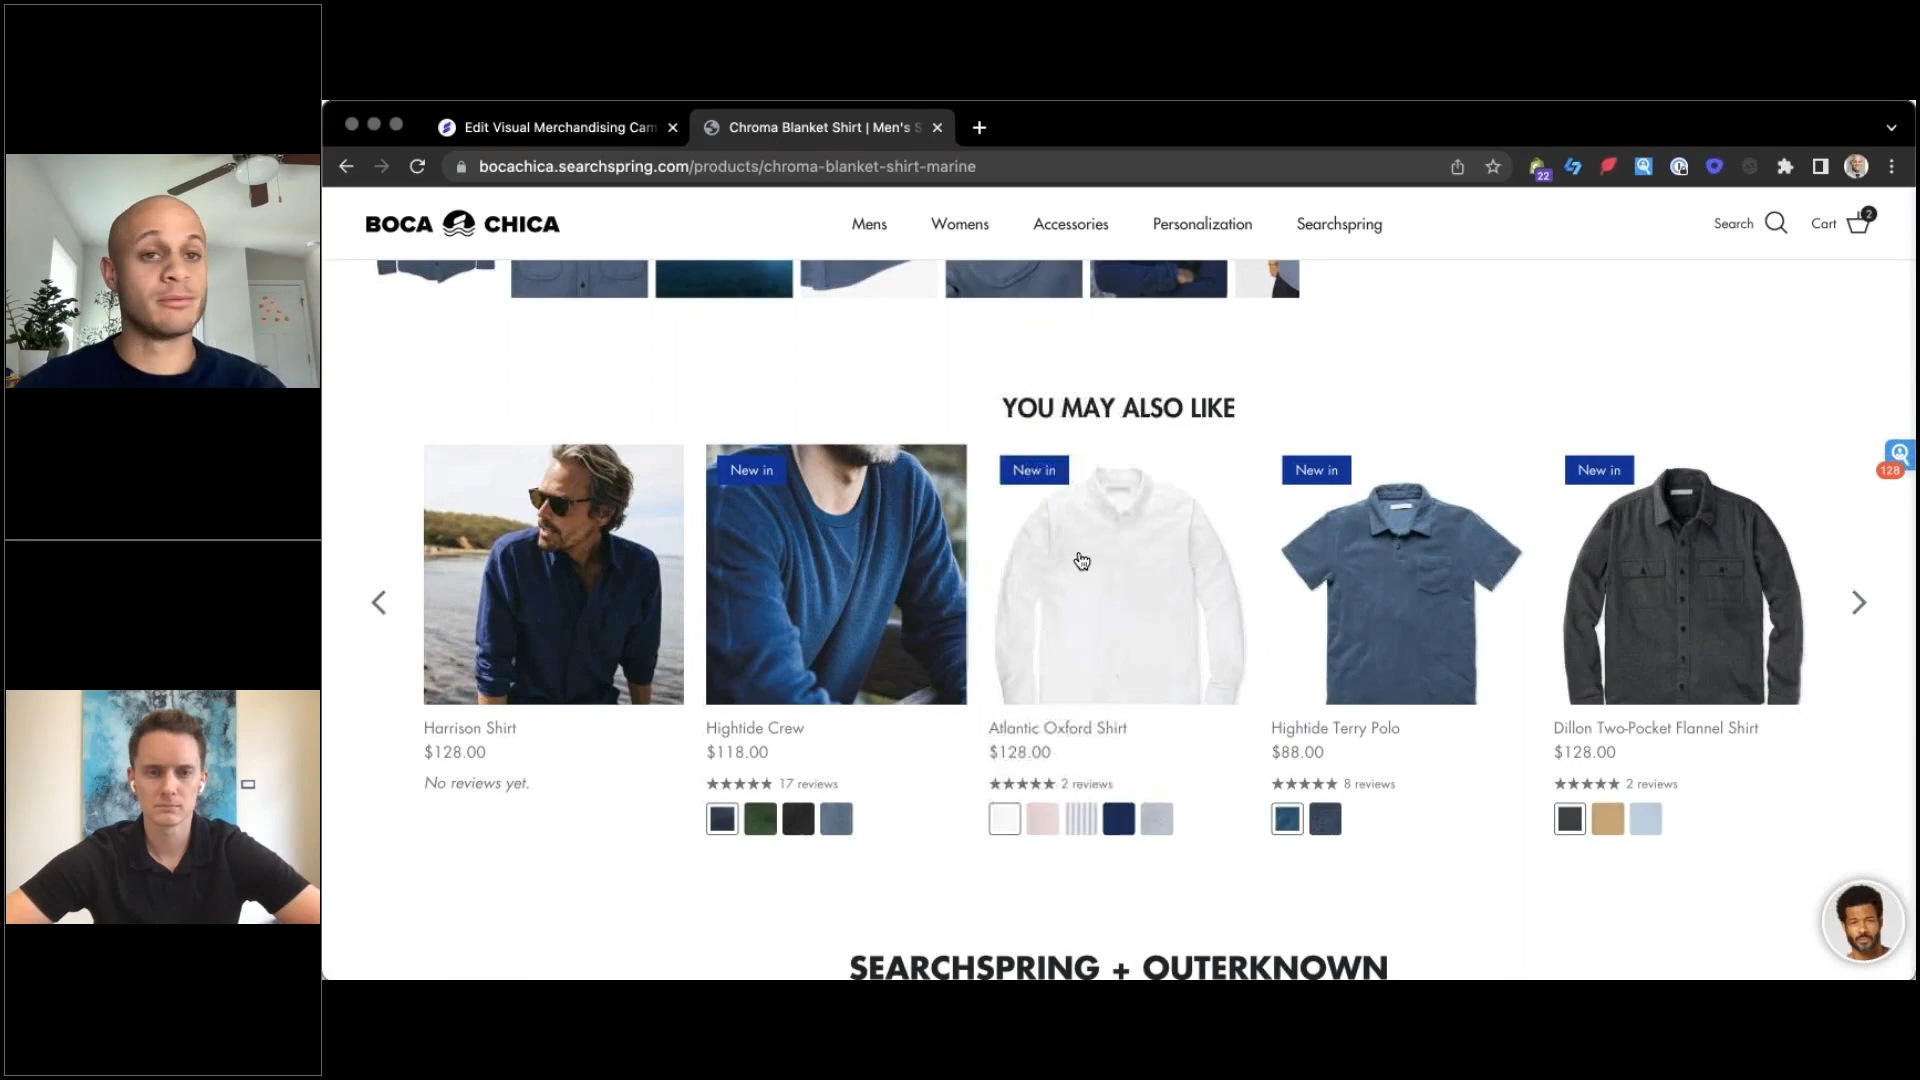 Edit Visual Merchandising Cam
Chroma Blanket Shirt | Men's S
bocachica.searchspring.com/products/chroma-blanket-shirt-marine
22
BOCA CHICA
Mens
Womens
Accessories
Personalization
Searchspring
Search
Cart
2
YOU MAY ALSO LIKE
New in
New in
New in
New in
128
Harrison Shirt
$128.00
No reviews yet.
Hightide Crew
$118.00
17 reviews
Atlantic Oxford Shirt
$128.00
2 reviews
Hightide Terry Polo
$88.00
8 reviews
Dillon Two-Pocket Flannel Shirt
$128.00
2 reviews
SEARCHSPRING + OUTERKNOWN